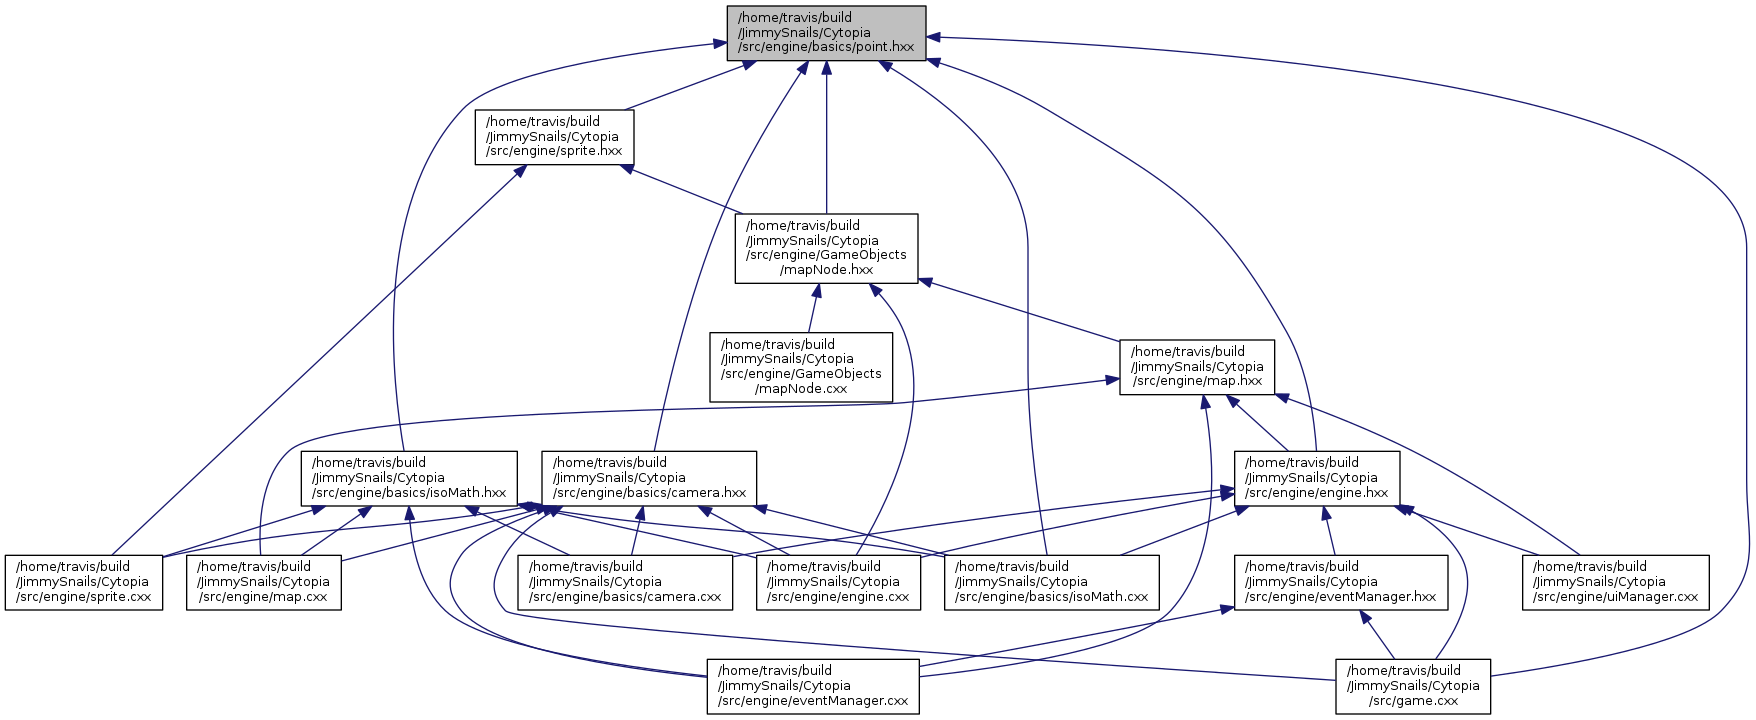 /home/travis/build
/JimmySnails/Cytopia
/src/engine/basics/point.hxx
/home/travis/build
/JimmySnails/Cytopia
/src/engine/sprite.hxx
/home/travis/build
/JimmySnails/Cytopia
/src/engine/GameObjects
/mapNode.hxx
/home/travis/build
/JimmySnails/Cytopia
/src/engine/GameObjects
/mapNode.cxx
/home/travis/build
/JimmySnails/Cytopia
/src/engine/map.hxx
/home/travis/build
/JimmySnails/Cytopia
/src/engine/basics/isoMath.hxx
/home/travis/build
/JimmySnails/Cytopia
/src/engine/basics/camera.hxx
/home/travis/build
/JimmySnails/Cytopia
/src/engine/engine.hxx
/home/travis/build
/JimmySnails/Cytopia
/src/engine/sprite.cxx
/home/travis/build
/JimmySnails/Cytopia
/src/engine/map.cxx
/home/travis/build
/JimmySnails/Cytopia
/src/engine/basics/camera.cxx
/home/travis/build
/JimmySnails/Cytopia
/src/engine/engine.cxx
/home/travis/build
/JimmySnails/Cytopia
/src/engine/basics/isoMath.cxx
/home/travis/build
/JimmySnails/Cytopia
/src/engine/eventManager.hxx
/home/travis/build
/JimmySnails/Cytopia
/src/engine/uiManager.cxx
/home/travis/build
/JimmySnails/Cytopia
/src/engine/eventManager.cxx
/home/travis/build
/JimmySnails/Cytopia
/src/game.cxx